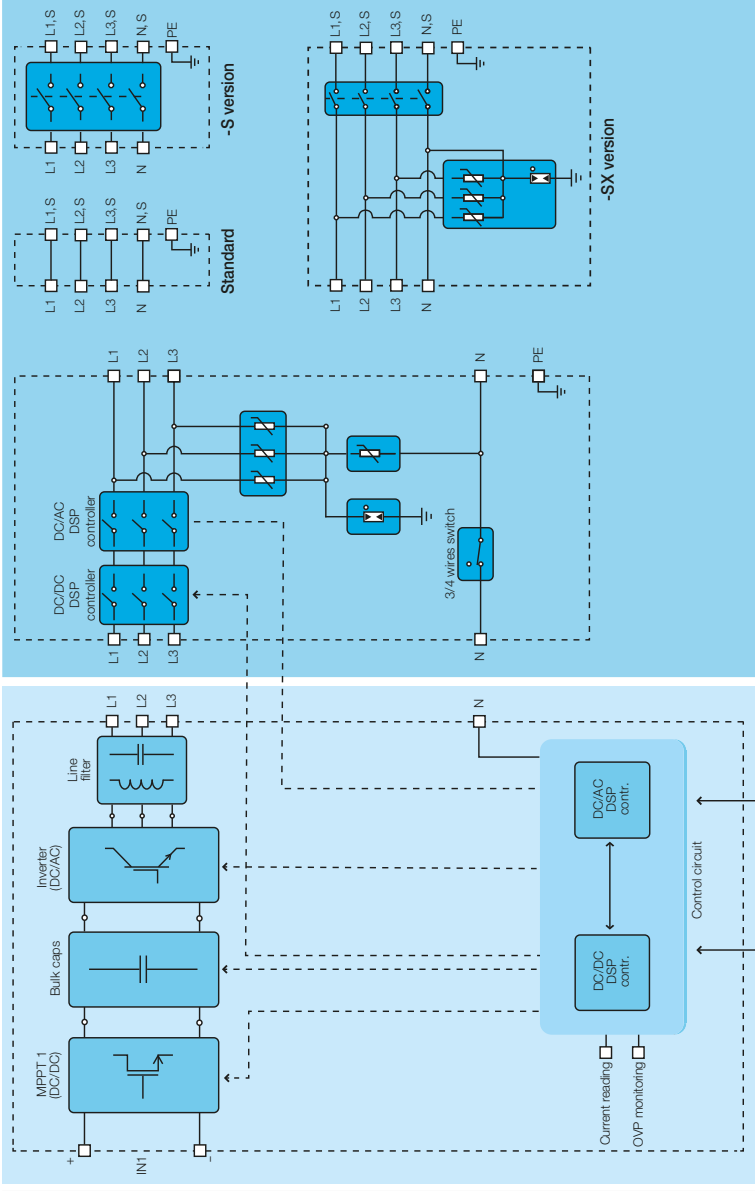 MPPT 1
(DC/DC)
Bulk caps
Inverter
(DC/AC)
Line
filter
+
IN1
–
L1
L2
L3
N
Current reading
OVP monitoring
DC/DC
DSP
contr.
DC/AC
DSP
contr.
Control circuit
L1
L2
L3
N
DC/DC
DSP
controller
DC/AC
DSP
controller
3/4 wires switch
L1
L2
L3
N
PE
L1
L2
L3
N
L1,S
L2,S
L3,S
N,S
PE
Standard
L1
L2
L3
N
L1,S
L2,S
L3,S
N,S
PE
-S version
L1
L2
L3
N
L1,S
L2,S
L3,S
N,S
PE
-SX version